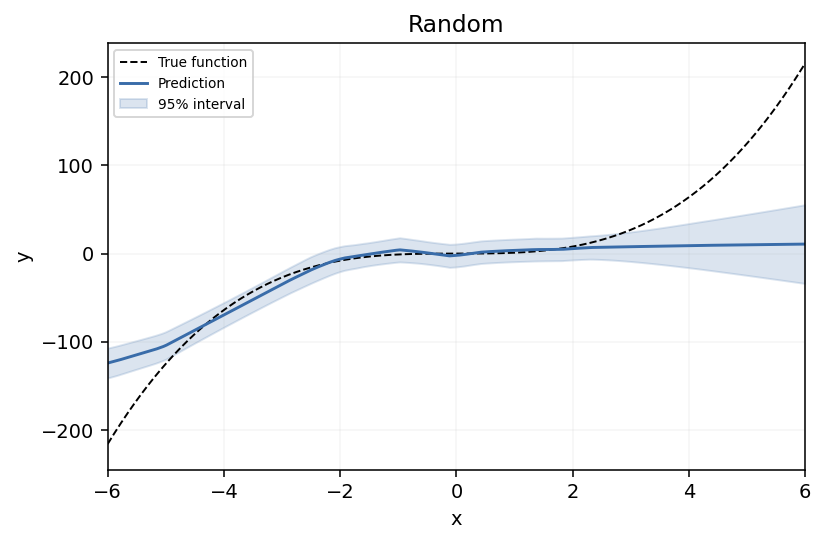 Random
True function
Prediction
95% interval
200
100
0
−100
−200
y
−6
−4
−2
0
2
4
6
x